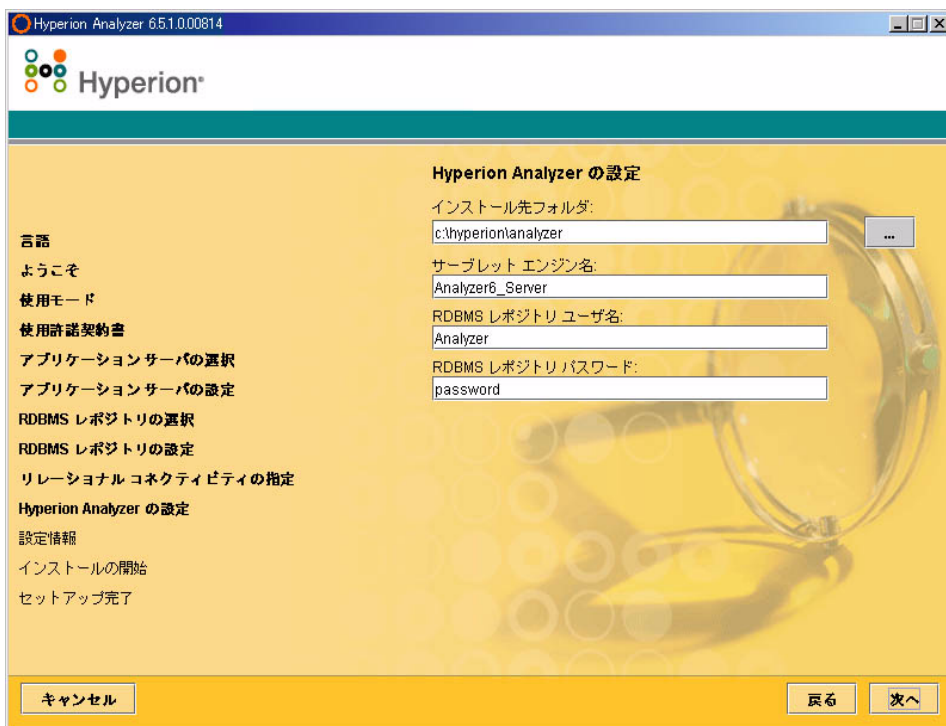 Hyperion Analyzer 6.5.1.0.00814
Hyperion
Hyperion Analyzer の設定
インストール先フォルダ:
c:\hyperion\analyzer
...
サーブレット エンジン名:
Analyzer6_Server
RDBMS レポジトリ ユーザ名:
Analyzer
RDBMS レポジトリ パスワード:
password
言語
ようこそ
使用モード
使用許諾契約書
アプリケーション サーバの選択
アプリケーション サーバの設定
RDBMS レポジトリの選択
RDBMS レポジトリの設定
リレーショナル コネクティビティの指定
Hyperion Analyzer の設定
設定情報
インストールの開始
セットアップ完了
キャンセル
戻る
次へ